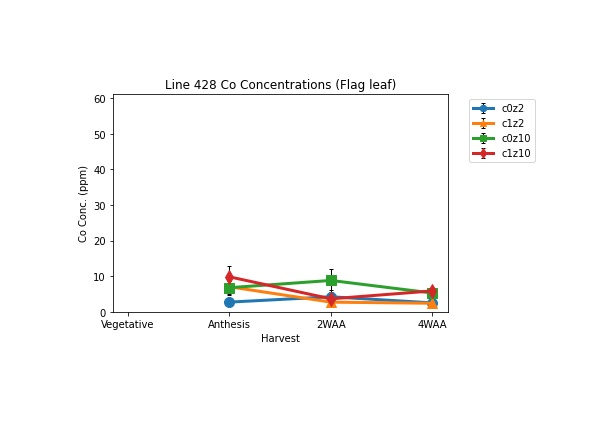 Line 428 Co Concentrations (Flag leaf)
Co Conc. (ppm)
60
50
40
30
20
10
0
Vegetative Anthesis 2WAA 4WAA
Harvest
c0z2
c1z2
c0z10
c1z10